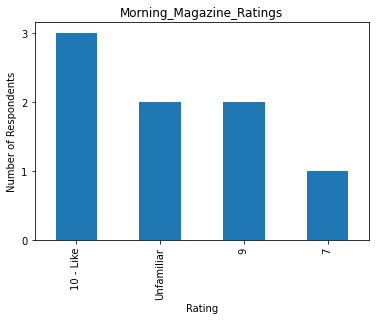 Morning_Magazine_Ratings
Number of Respondents
3
2
1
0
10 - Like
Unfamiliar
9
7
Rating